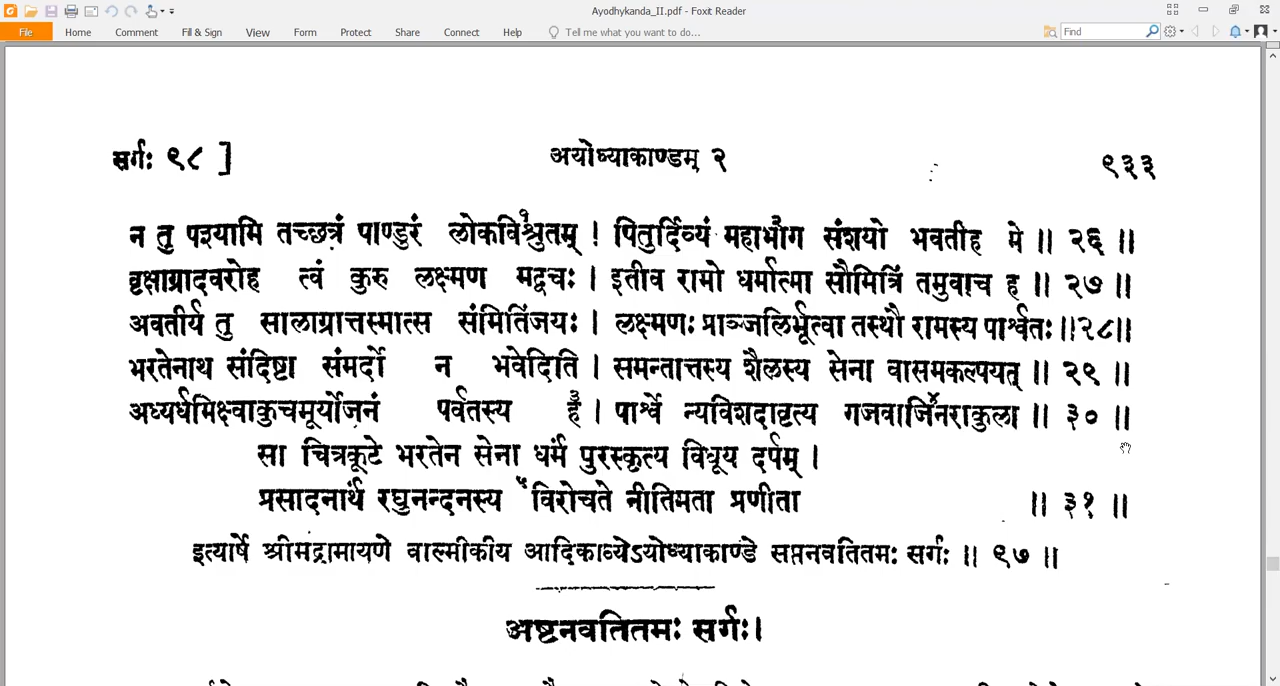 Ayodhykanda_II.pdf - Foxit Reader
File Home Comment Fill & Sign View Form Protect Share Connect Help Tell me what you want to do... Find
सर्गः ९८ ] अयोध्याकाण्डम् २ ९३३
न तु पश्यामि तच्छत्रं पाण्डुरं लोकविश्रुतम् । पितुर्दिव्यं महाभाग संशयो भवतीह मे ॥ २६ ॥
वृक्षाग्रादवरोह त्वं कुरु लक्ष्मण मद्वचः । इतीव रामो धर्मात्मा सौमित्रिं तमुवाच ह ॥ २७ ॥
अवतीर्य तु सालाग्रात्तस्मात्स समितिंजयः । लक्ष्मणः प्राञ्जलिर्भूत्वा तस्थौ रामस्य पार्श्वतः ॥२८॥
भरतेनाथ संदिष्टा संमर्दो न भवेदिति । समन्तात्तस्य शैलस्य सेना वासमकल्पयत् ॥ २९ ॥
अध्यर्धमिक्ष्वाकुचमूर्योजनं पर्वतस्य है३ । पार्श्वे न्यविशदावृत्य गजवाजिनराकुला ॥ ३० ॥
सा चित्रकूटे भरतेन सेना धर्मं पुरस्कृत्य विधूय दर्पम् ।
प्रसादनार्थं रघुनन्दनस्य ५विरोचते नीतिमता प्रणीता ॥ ३१ ॥
इत्यार्षे श्रीमद्रामायणे वाल्मीकीय आदिकाव्येऽयोध्याकाण्डे सप्तनवतितमः सर्गः ॥ ९७ ॥
अष्टनवतितमः सर्गः।